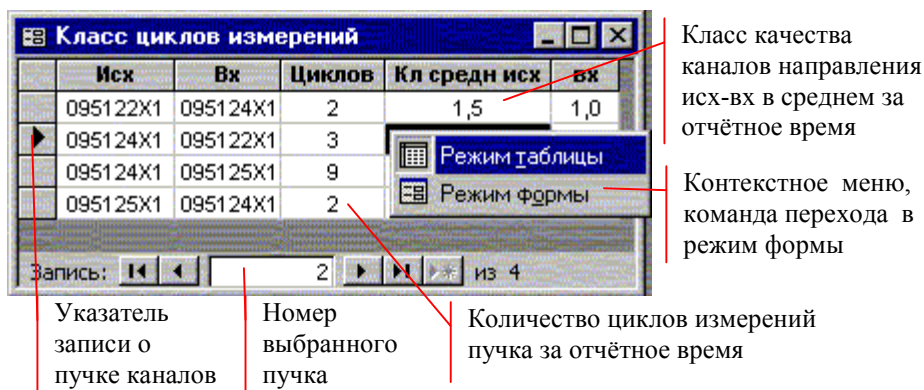 Класс циклов измерений
Исх Вх Циклов Кл средн исх вх
095122X1 095124X1 2 1,5 1,0
095124X1 095122X1 3
095124X1 095125X1 9
095125X1 095124X1 2
Режим таблицы
Режим формы
Запись: 2 из 4
Класс качества
каналов направления
исх-вх в среднем за
отчётное время
Контекстное меню,
команда перехода в
режим формы
Указатель
записи о
пучке каналов
Номер
выбранного
пучка
Количество циклов измерений
пучка за отчётное время